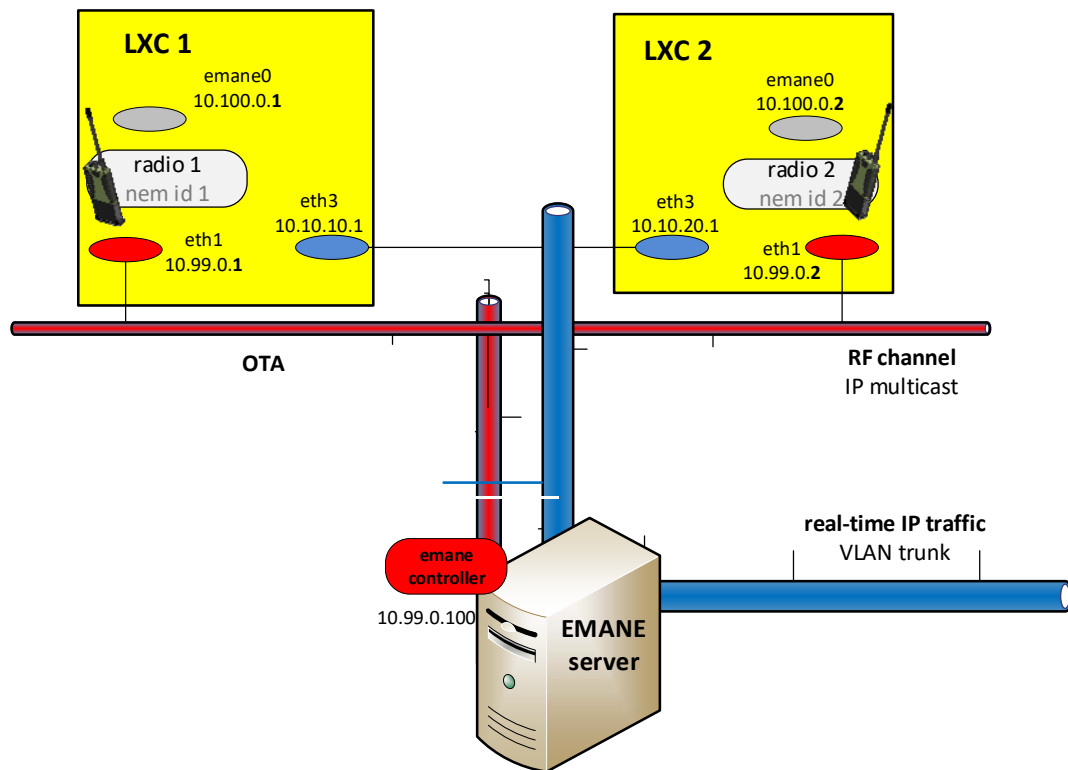 LXC 1
emane0
10.100.0.1
radio 1
nem id 1
eth1
10.99.0.1
eth3
10.10.10.1
LXC 2
emane0
10.100.0.2
radio 2
nem id 2
eth3
10.10.20.1
eth1
10.99.0.2
OTA
RF channel
IP multicast
real-time IP traffic
VLAN trunk
emane
controller
10.99.0.100
EMANE
server